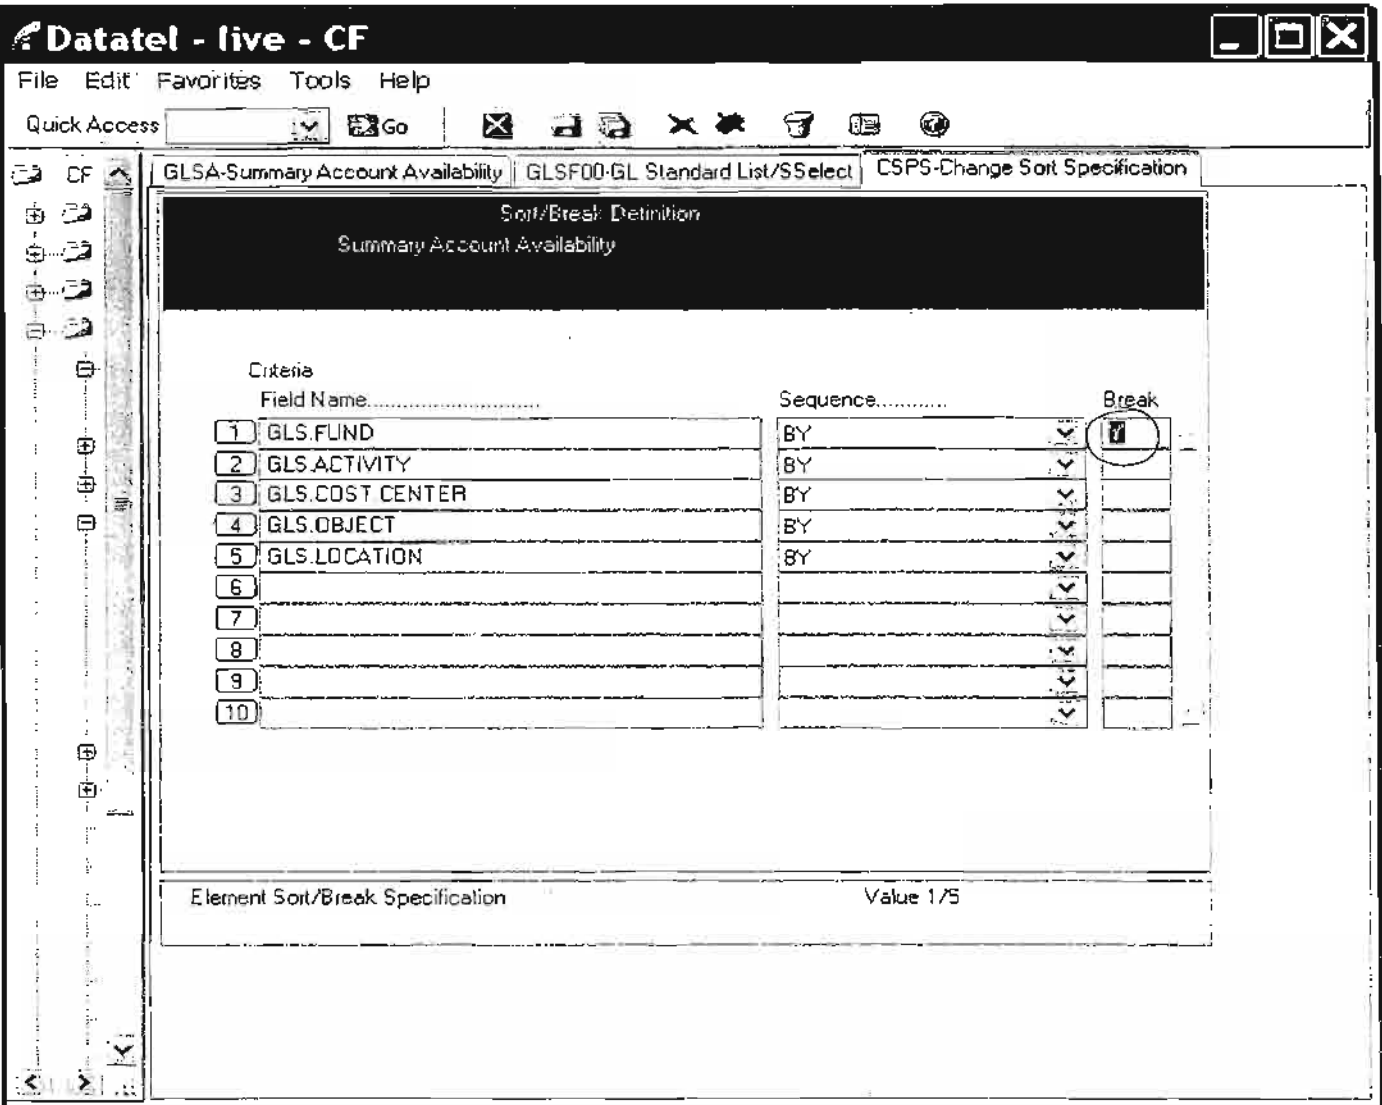 Datatel - live - CF
File Edit Favorites Tools Help
Quick Access Go
CF
GLSA-Summary Account Availability GLSF00-GL Standard List/SSelect CSPS-Change Sort Specification
Sort/Break Definition
Summary Account Availability
Criteria
Field Name Sequence Break
1 GLS.FUND BY Y
2 GLS.ACTIVITY BY
3 GLS.COST.CENTER BY
4 GLS.OBJECT BY
5 GLS.LOCATION BY
6
7
8
9
10
Element Sort/Break Specification Value 1/5